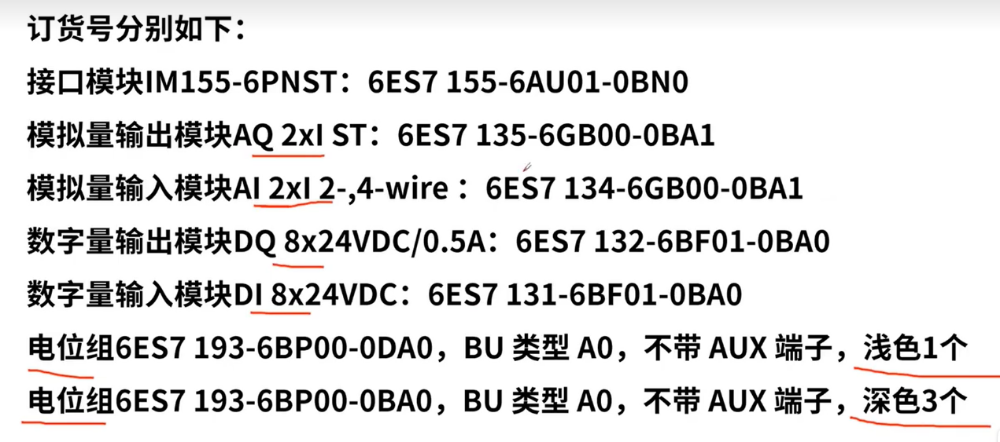 订货号分别如下：
接口模块IM155-6PNST：6ES7 155-6AU01-0BN0
模拟量输出模块AQ 2xI ST：6ES7 135-6GB00-0BA1
模拟量输入模块AI 2xI 2-,4-wire ：6ES7 134-6GB00-0BA1
数字量输出模块DQ 8x24VDC/0.5A：6ES7 132-6BF01-0BA0
数字量输入模块DI 8x24VDC：6ES7 131-6BF01-0BA0
电位组6ES7 193-6BP00-0DA0，BU 类型 A0，不带 AUX 端子，浅色1个
电位组6ES7 193-6BP00-0BA0，BU 类型 A0，不带 AUX 端子，深色3个